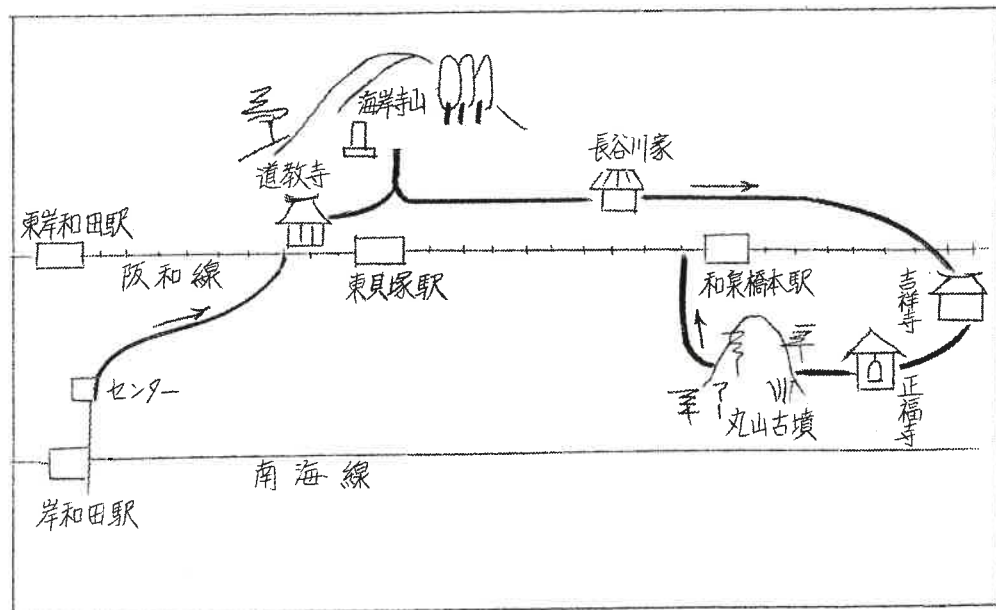 海岸寺山
長谷川家
道教寺
東岸和田駅
阪和線
東貝塚駅
和泉橋本駅
吉祥寺
センター
正福寺
丸山古墳
南海線
岸和田駅